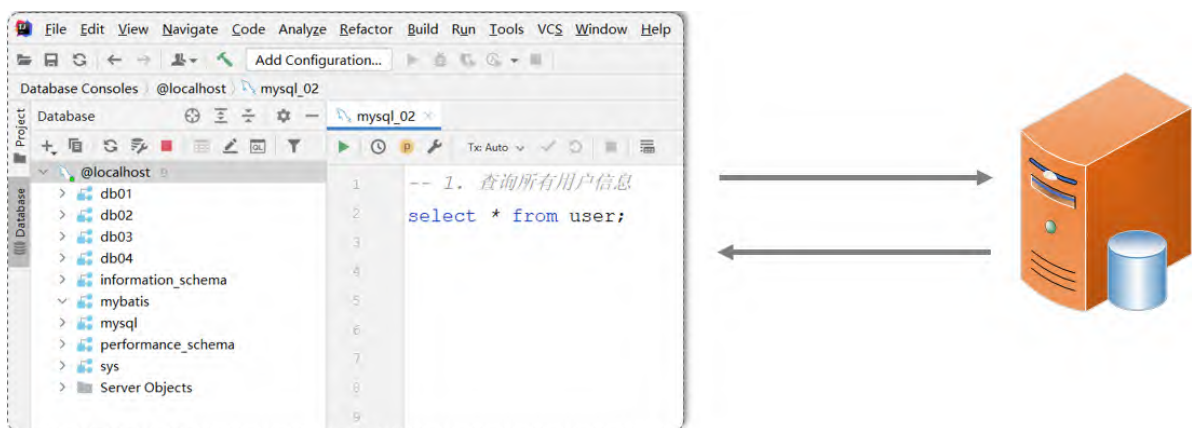 File Edit View Navigate Code Analyze Refactor Build Run Tools VCS Window Help
Add Configuration...
Database Consoles @localhost mysql_02
Project
Database
Database
mysql_02
Tx: Auto
@localhost 9
db01
db02
db03
db04
information_schema
mybatis
mysql
performance_schema
sys
Server Objects
1 -- 1. 查询所有用户信息
2 select * from user;
3
4
5
6
7
8
9